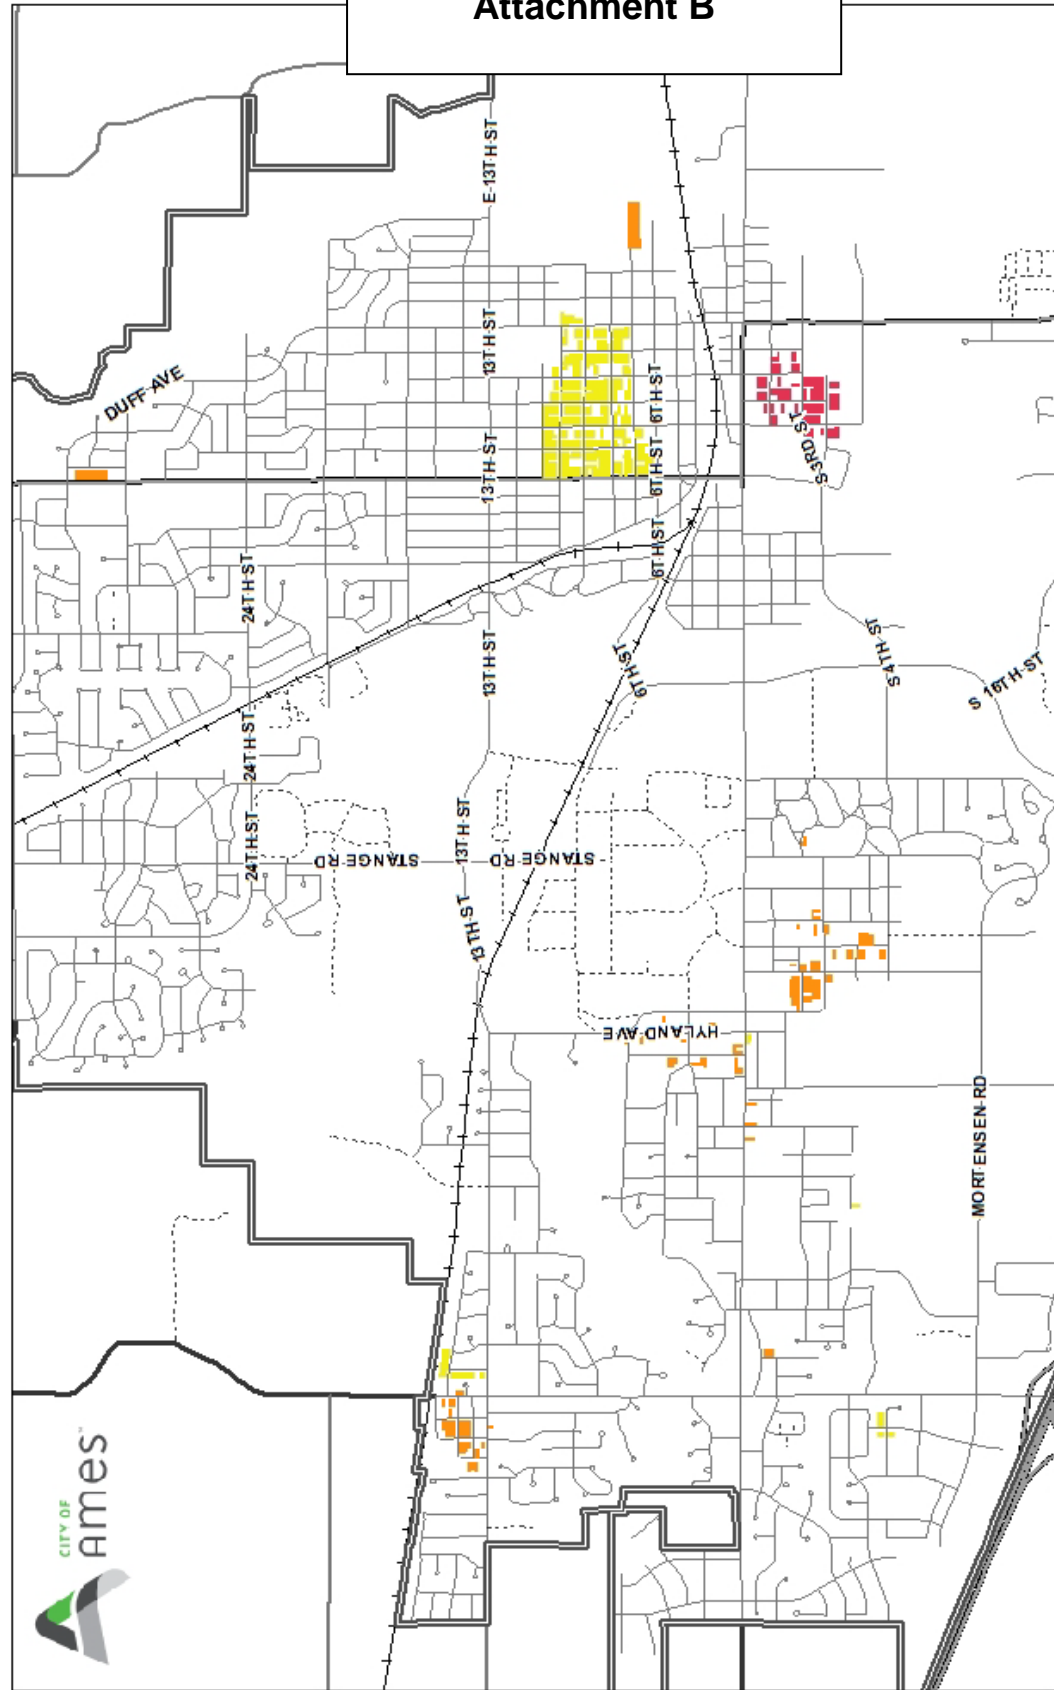 Attachment B
E 13TH ST
13TH ST
DUFF AVE
6TH ST
13TH ST
6TH ST
S 3RD ST
24TH ST
6TH ST
13TH ST
6TH ST
S 4TH ST
S 16TH ST
24TH ST
24TH ST
13TH ST
STANGE RD
STANGE RD
13TH ST
HYLAND AVE
MORTENSEN RD
CITY OF
Ames